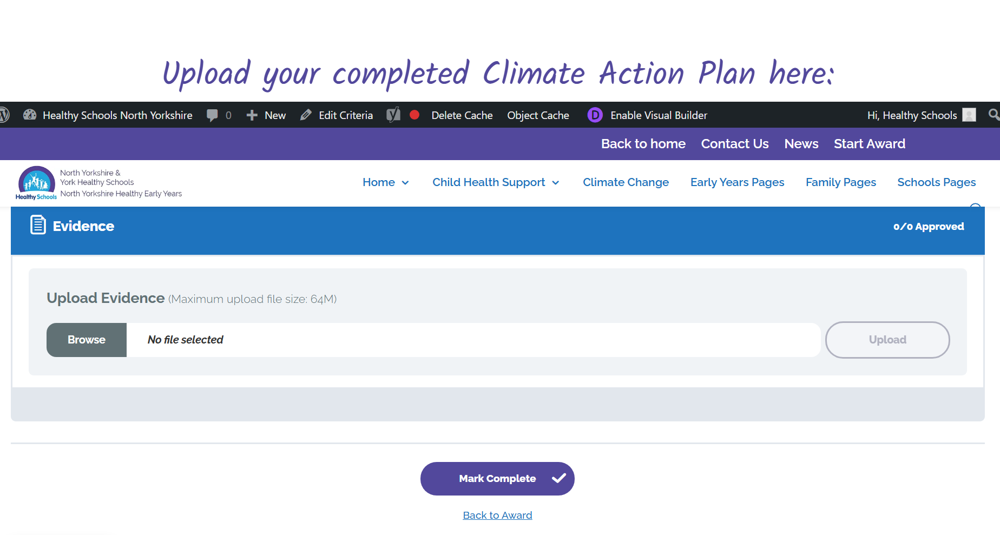 Upload your completed Climate Action Plan here:
Healthy Schools North Yorkshire 0 New Edit Criteria Delete Cache Object Cache D Enable Visual Builder Hi, Healthy Schools
Back to home Contact Us News Start Award
North Yorkshire &
York Healthy Schools
North Yorkshire Healthy Early Years
Healthy Schools
Home Child Health Support Climate Change Early Years Pages Family Pages Schools Pages
Evidence 0/0 Approved
Upload Evidence (Maximum upload file size: 64M)
Browse No file selected Upload
Mark Complete
Back to Award